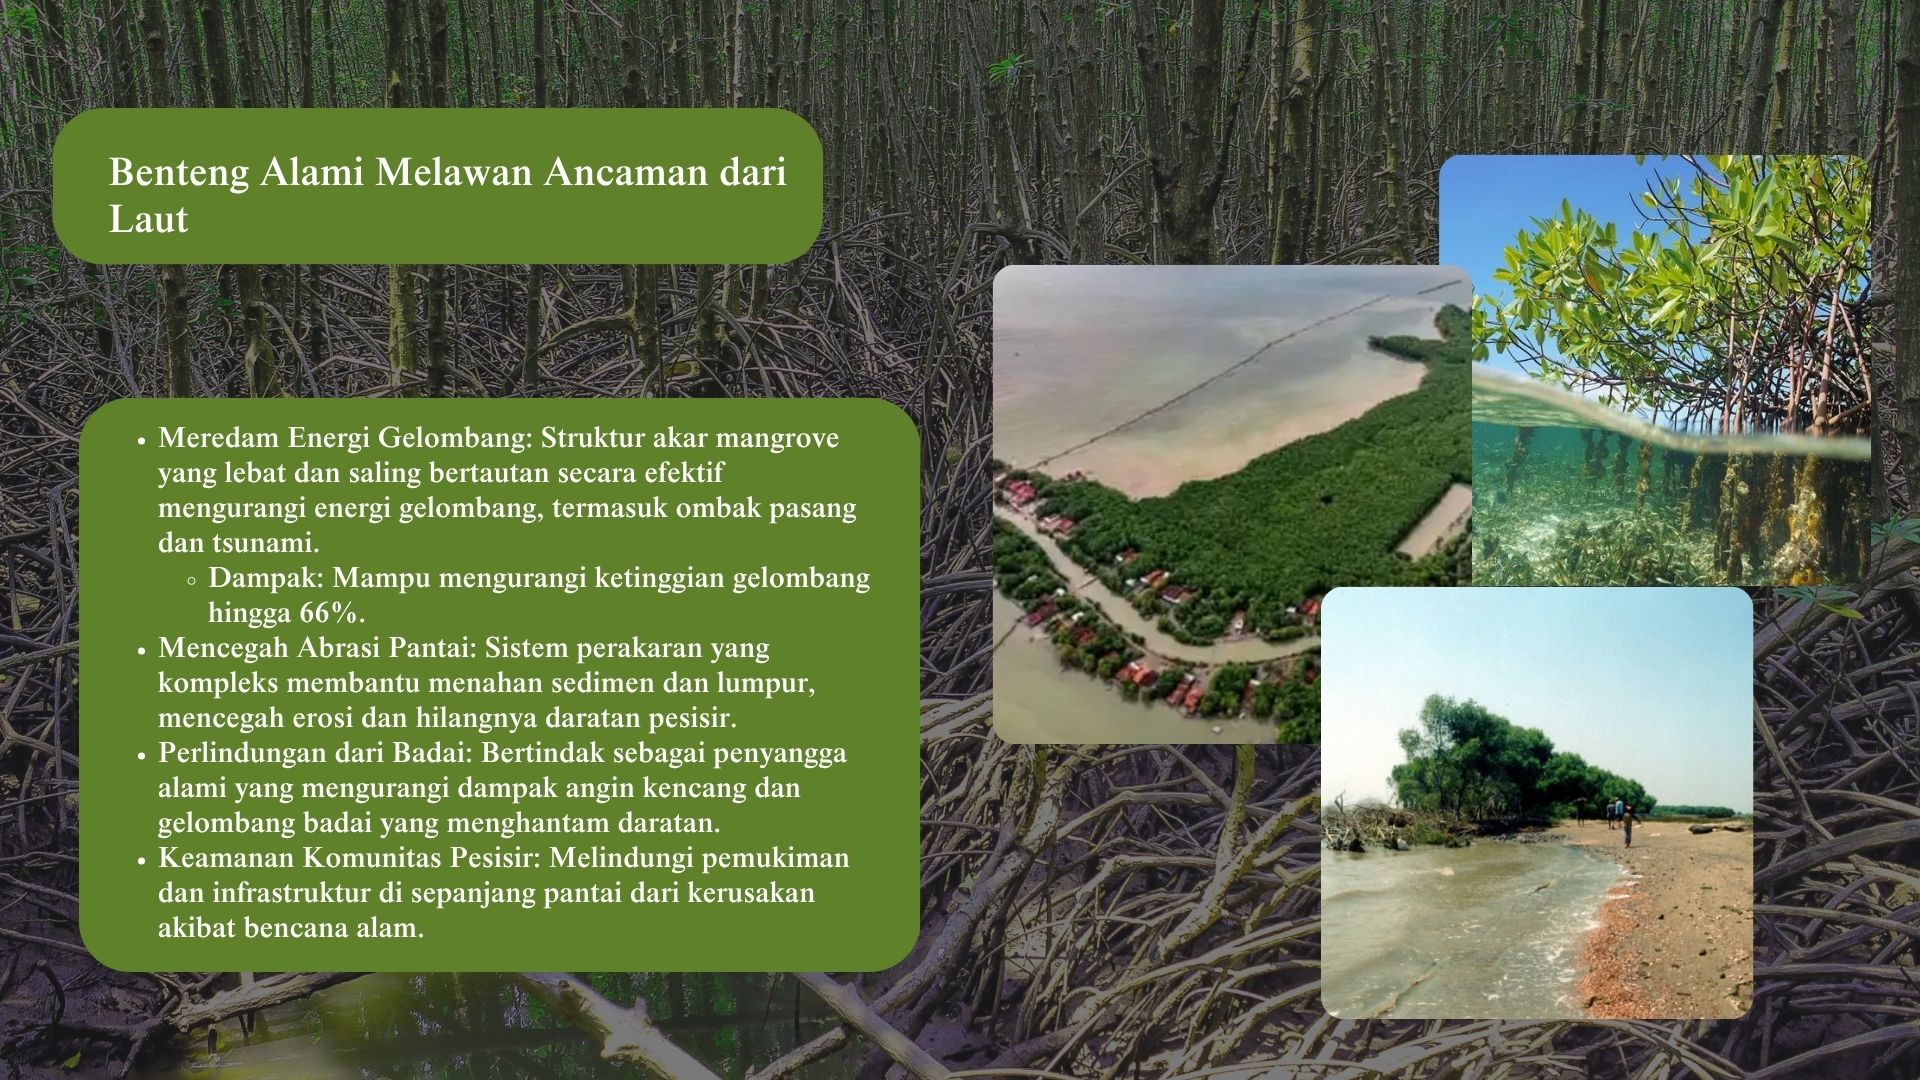 Benteng Alami Melawan Ancaman dari
Laut
• Meredam Energi Gelombang: Struktur akar mangrove
yang lebat dan saling bertautan secara efektif
mengurangi energi gelombang, termasuk ombak pasang
dan tsunami.
◦ Dampak: Mampu mengurangi ketinggian gelombang
hingga 66%.
• Mencegah Abrasi Pantai: Sistem perakaran yang
kompleks membantu menahan sedimen dan lumpur,
mencegah erosi dan hilangnya daratan pesisir.
• Perlindungan dari Badai: Bertindak sebagai penyangga
alami yang mengurangi dampak angin kencang dan
gelombang badai yang menghantam daratan.
• Keamanan Komunitas Pesisir: Melindungi pemukiman
dan infrastruktur di sepanjang pantai dari kerusakan
akibat bencana alam.